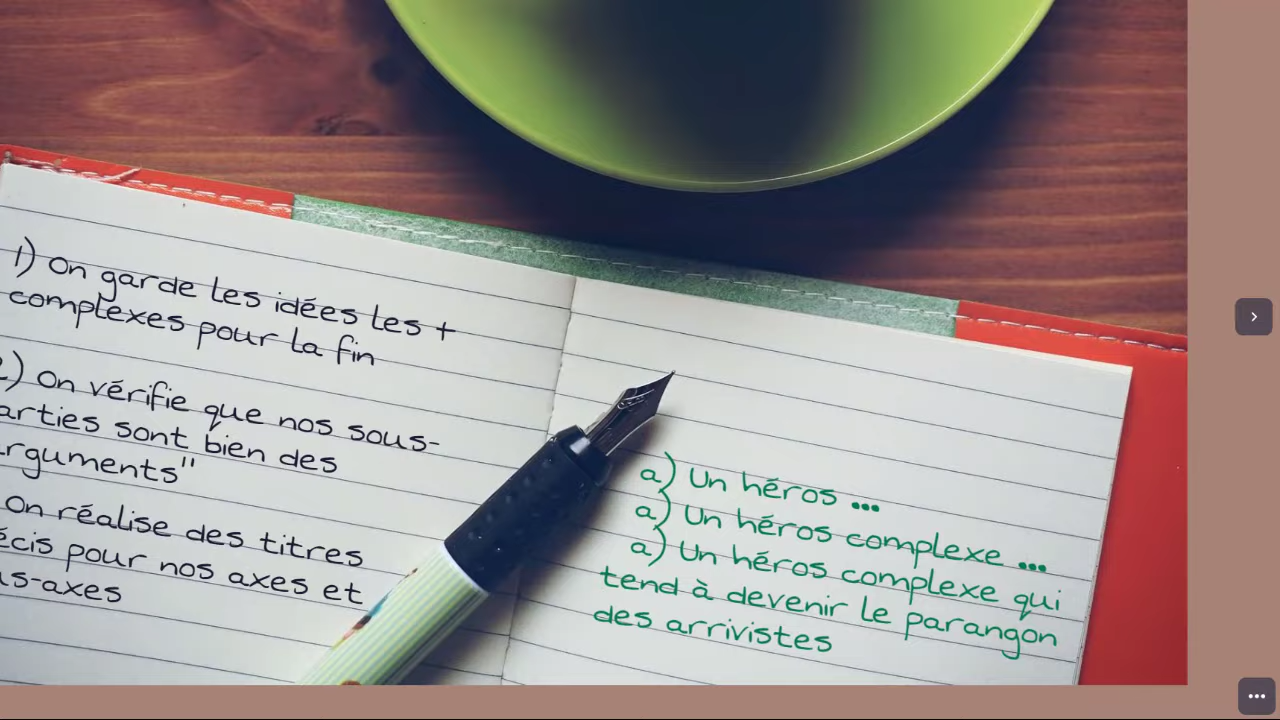 1) On garde les idées les +
complexes pour la fin
) On vérifie que nos sous-
arties sont bien des
rguments"
On réalise des titres
écis pour nos axes et
us-axes
a) Un héros ...
a) Un héros complexe ...
a) Un héros complexe qui
tend à devenir le parangon
des arrivistes